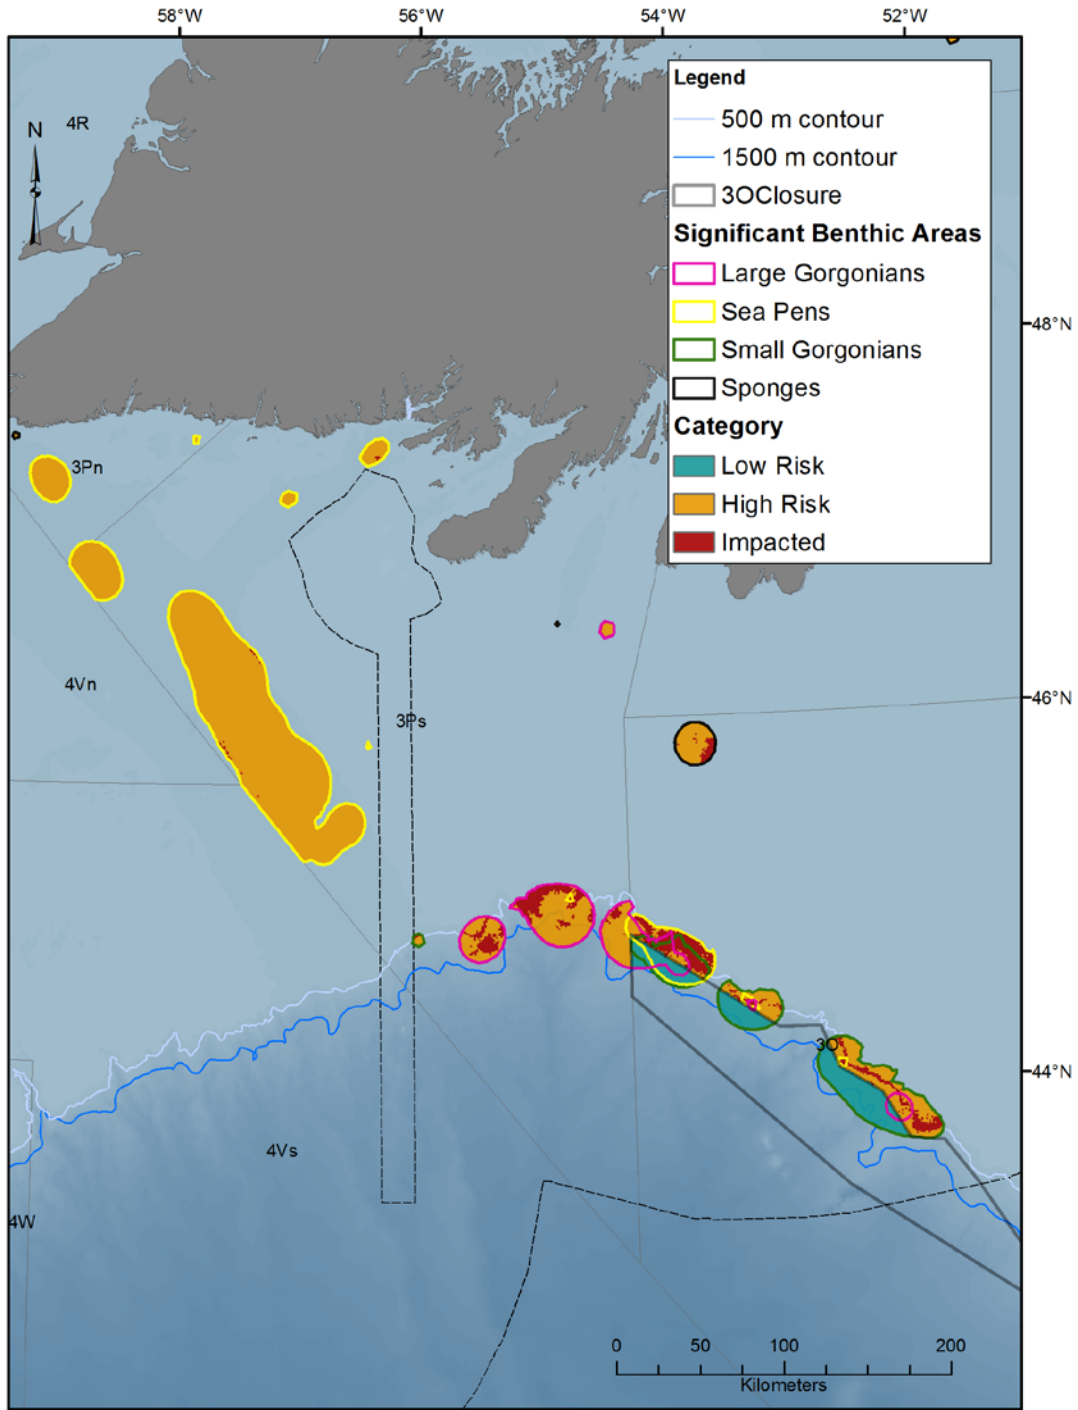 58°W 56°W 54°W 52°W
Legend
500 m contour
1500 m contour
3OClosure
Significant Benthic Areas
Large Gorgonians
Sea Pens
Small Gorgonians
Sponges
Category
Low Risk
High Risk
Impacted
4R
N
48°N
3Pn
4Vn
46°N
3Ps
3O
44°N
4Vs
4W
0 50 100 200
Kilometers